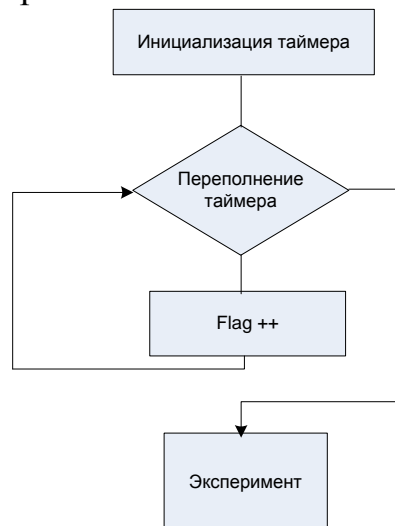 Инициализация таймера
Переполнение
таймера
Flag ++
Эксперимент